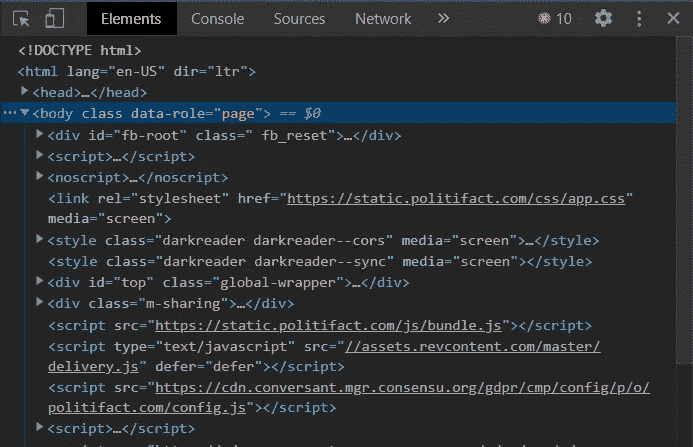 Elements Console Sources Network » 10
<!DOCTYPE html>
<html lang="en-US" dir="ltr">
<head>…</head>
<body class data-role="page"> == $0
<div id="fb-root" class=" fb_reset">…</div>
<script>…</script>
<noscript>…</noscript>
<link rel="stylesheet" href="https://static.politifact.com/css/app.css"
media="screen">
<style class="darkreader darkreader--cors" media="screen">…</style>
<style class="darkreader darkreader--sync" media="screen"></style>
<div id="top" class="global-wrapper">…</div>
<div class="m-sharing">…</div>
<script src="https://static.politifact.com/js/bundle.js"></script>
<script type="text/javascript" src="//assets.revcontent.com/master/
delivery.js" defer="defer"></script>
<script src="https://cdn.conversant.mgr.consensu.org/gdpr/cmp/config/p/o/
politifact.com/config.js"></script>
<script>…</script>